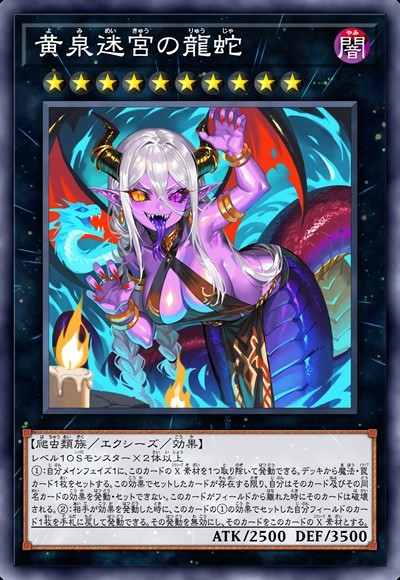 黄泉迷宮の龍蛇
闇
【爬虫類族／エクシーズ／効果】
レベル10Sモンスター×2体以上
①:自分メインフェイズ1に、このカードのX素材を1つ取り除いて発動できる。デッキから魔法・罠
カード1枚をセットする。この効果でセットしたカードが存在する限り、自分はそのカード及びその同
名カードの効果を発動・セットできない。このカードがフィールドから離れた時にそのカードは破壊
される。②:相手が効果を発動した時、このカードの①の効果でセットした自分フィールドのカー
ド1枚を手札に戻して発動できる。その発動を無効にし、そのカードをこのカードのX素材とする。
ATK/2500 DEF/3500